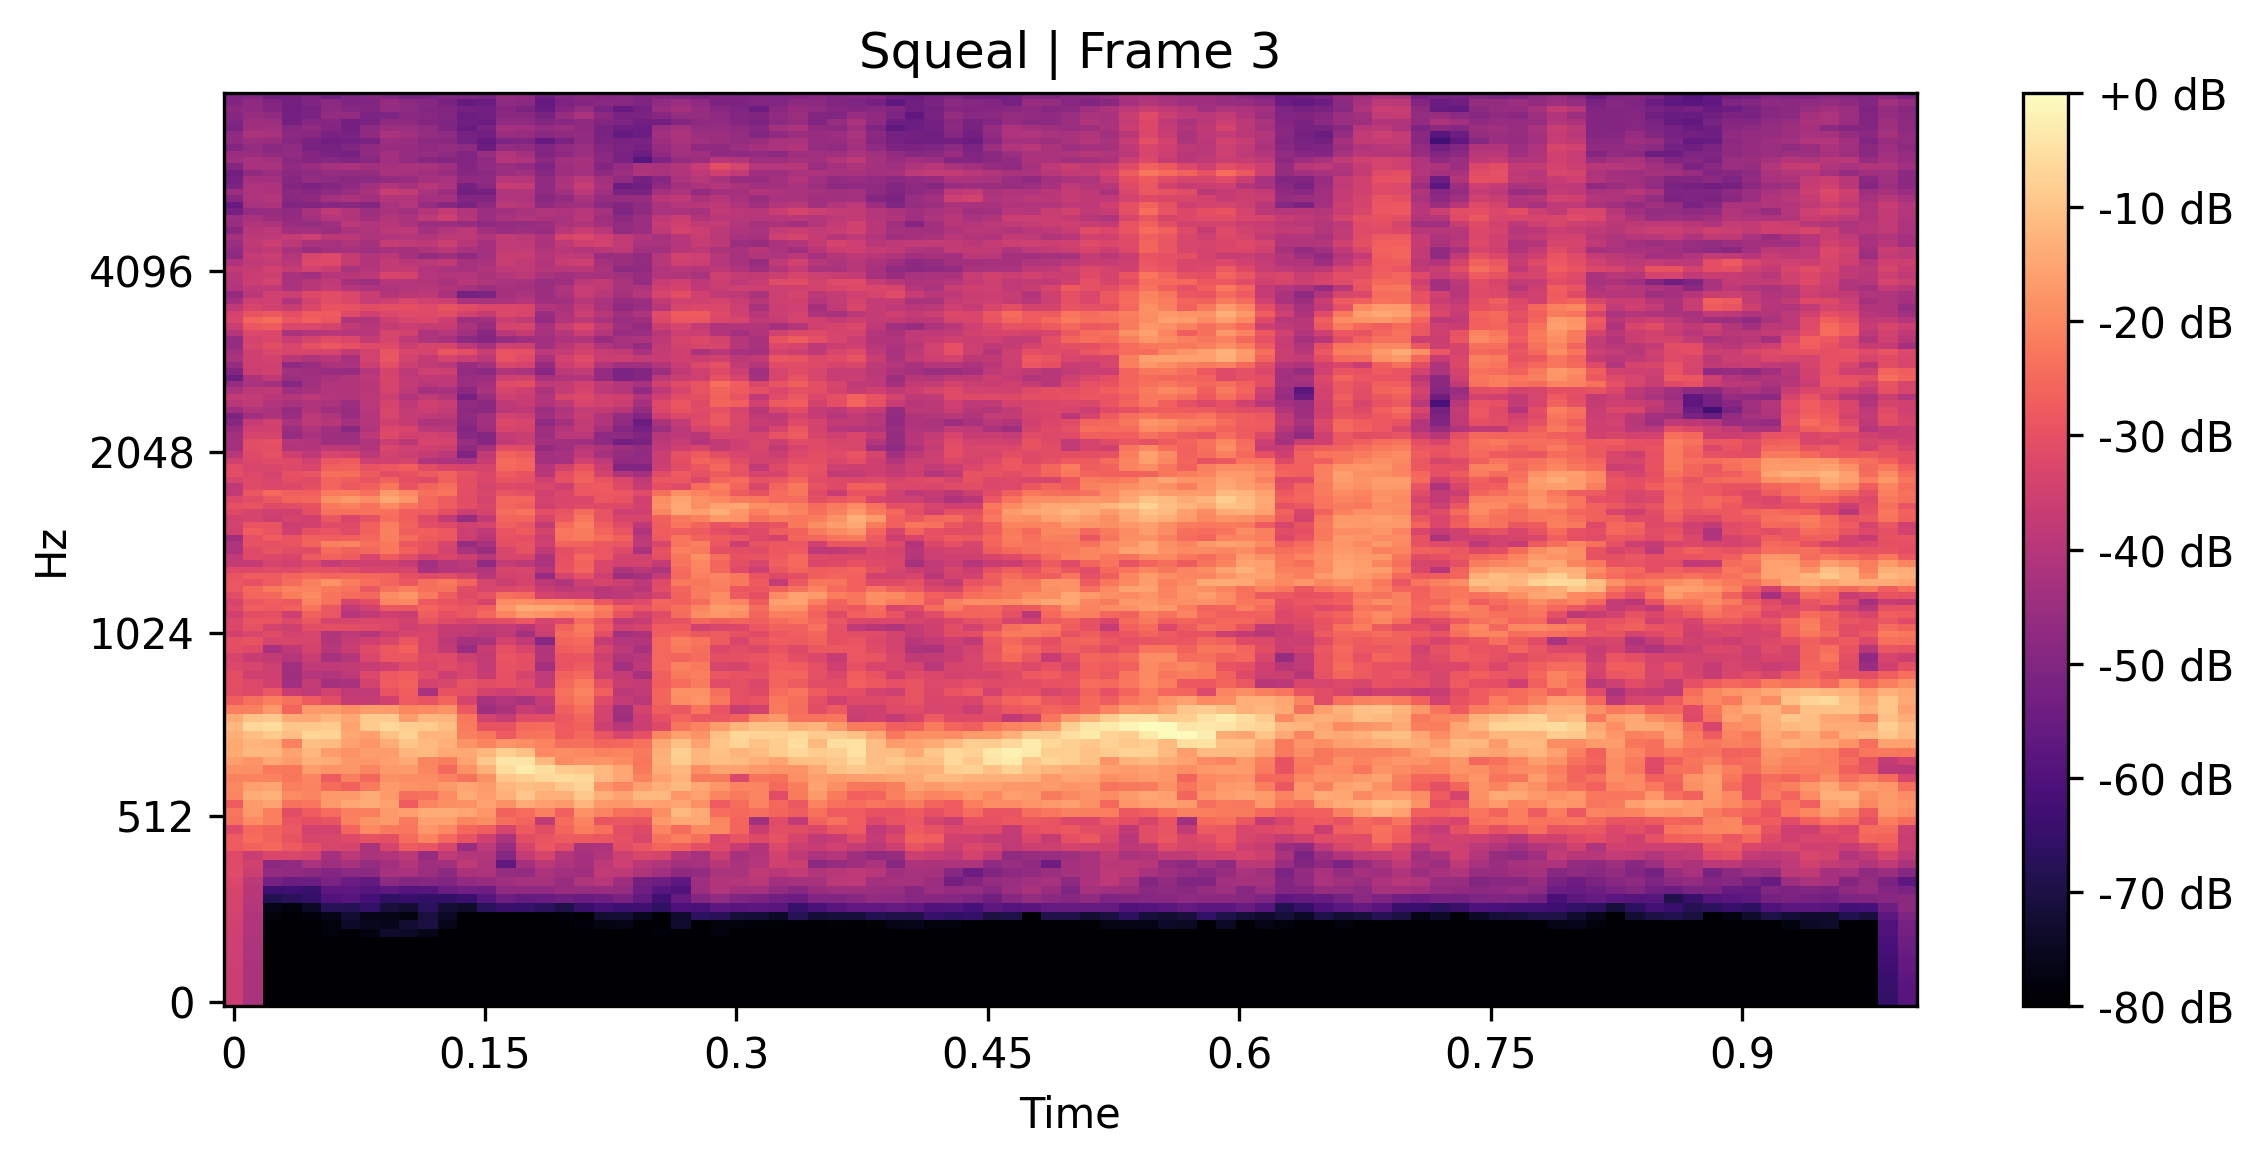 Squeal | Frame 3
+0 dB
-10 dB
-20 dB
-30 dB
-40 dB
-50 dB
-60 dB
-70 dB
-80 dB
Hz
4096
2048
1024
512
0
0 0.15 0.3 0.45 0.6 0.75 0.9
Time